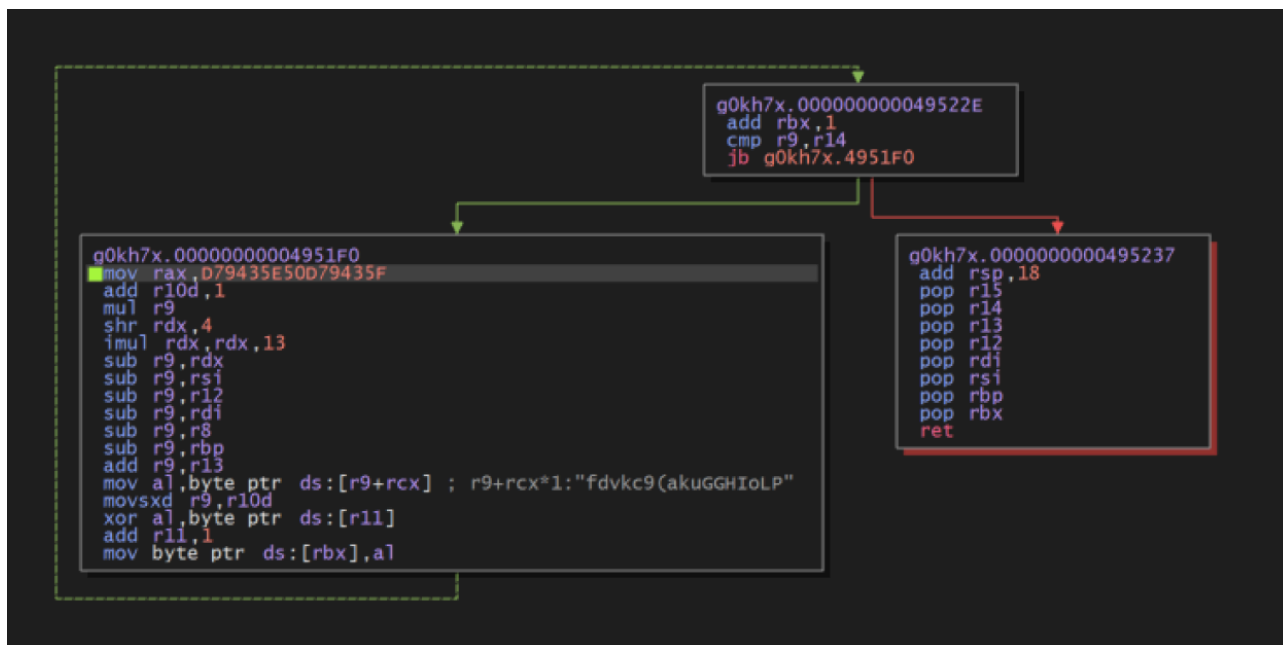 g0kh7x.000000000049522E
add rbx,1
cmp r9,r14
jb g0kh7x.4951F0
g0kh7x.00000000004951F0
mov rax,D79435E50D79435F
add r10d,1
mul r9
shr rdx,4
imul rdx,rdx,13
sub r9,rdx
sub r9,rsi
sub r9,r12
sub r9,rdi
sub r9,r8
sub r9,rbp
add r9,r13
mov al,byte ptr ds:[r9+rcx] ; r9+rcx*1:"fdvkc9(akuGGHIoLP"
movsxd r9,r10d
xor al,byte ptr ds:[r11]
add r11,1
mov byte ptr ds:[rbx],al
g0kh7x.0000000000495237
add rsp,18
pop r15
pop r14
pop r13
pop r12
pop rdi
pop rsi
pop rbp
pop rbx
ret